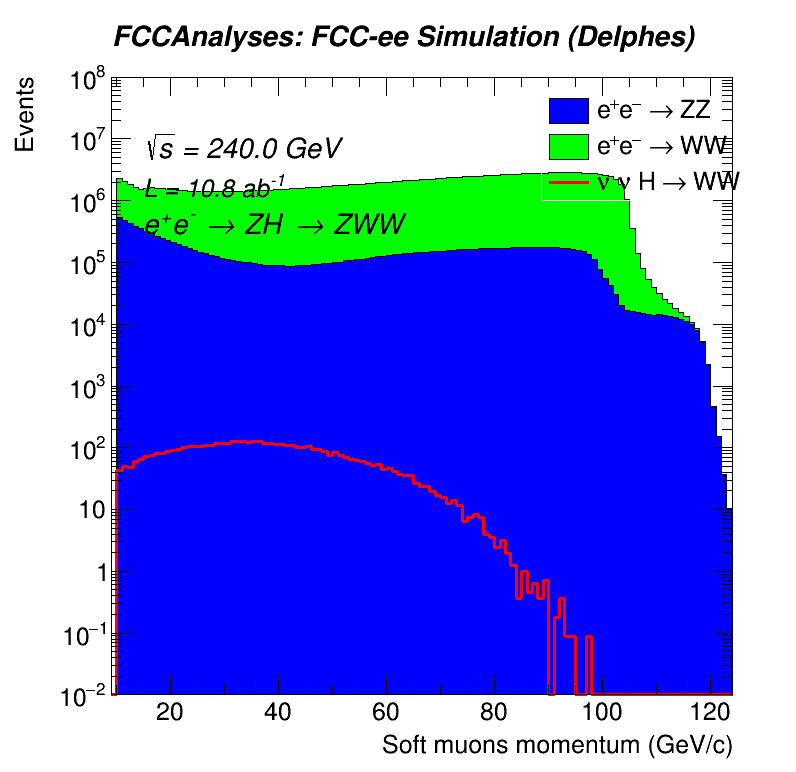 FCCAnalyses: FCC-ee Simulation (Delphes)
Events
10⁸
10⁷
10⁶
10⁵
10⁴
10³
10²
10
1
10⁻¹
10⁻²
√s = 240.0 GeV
L = 10.8 ab⁻¹
e⁺e⁻ → ZH → ZWW
e⁺e⁻ → ZZ
e⁺e⁻ → WW
ν ν H → WW
20 40 60 80 100 120
Soft muons momentum (GeV/c)